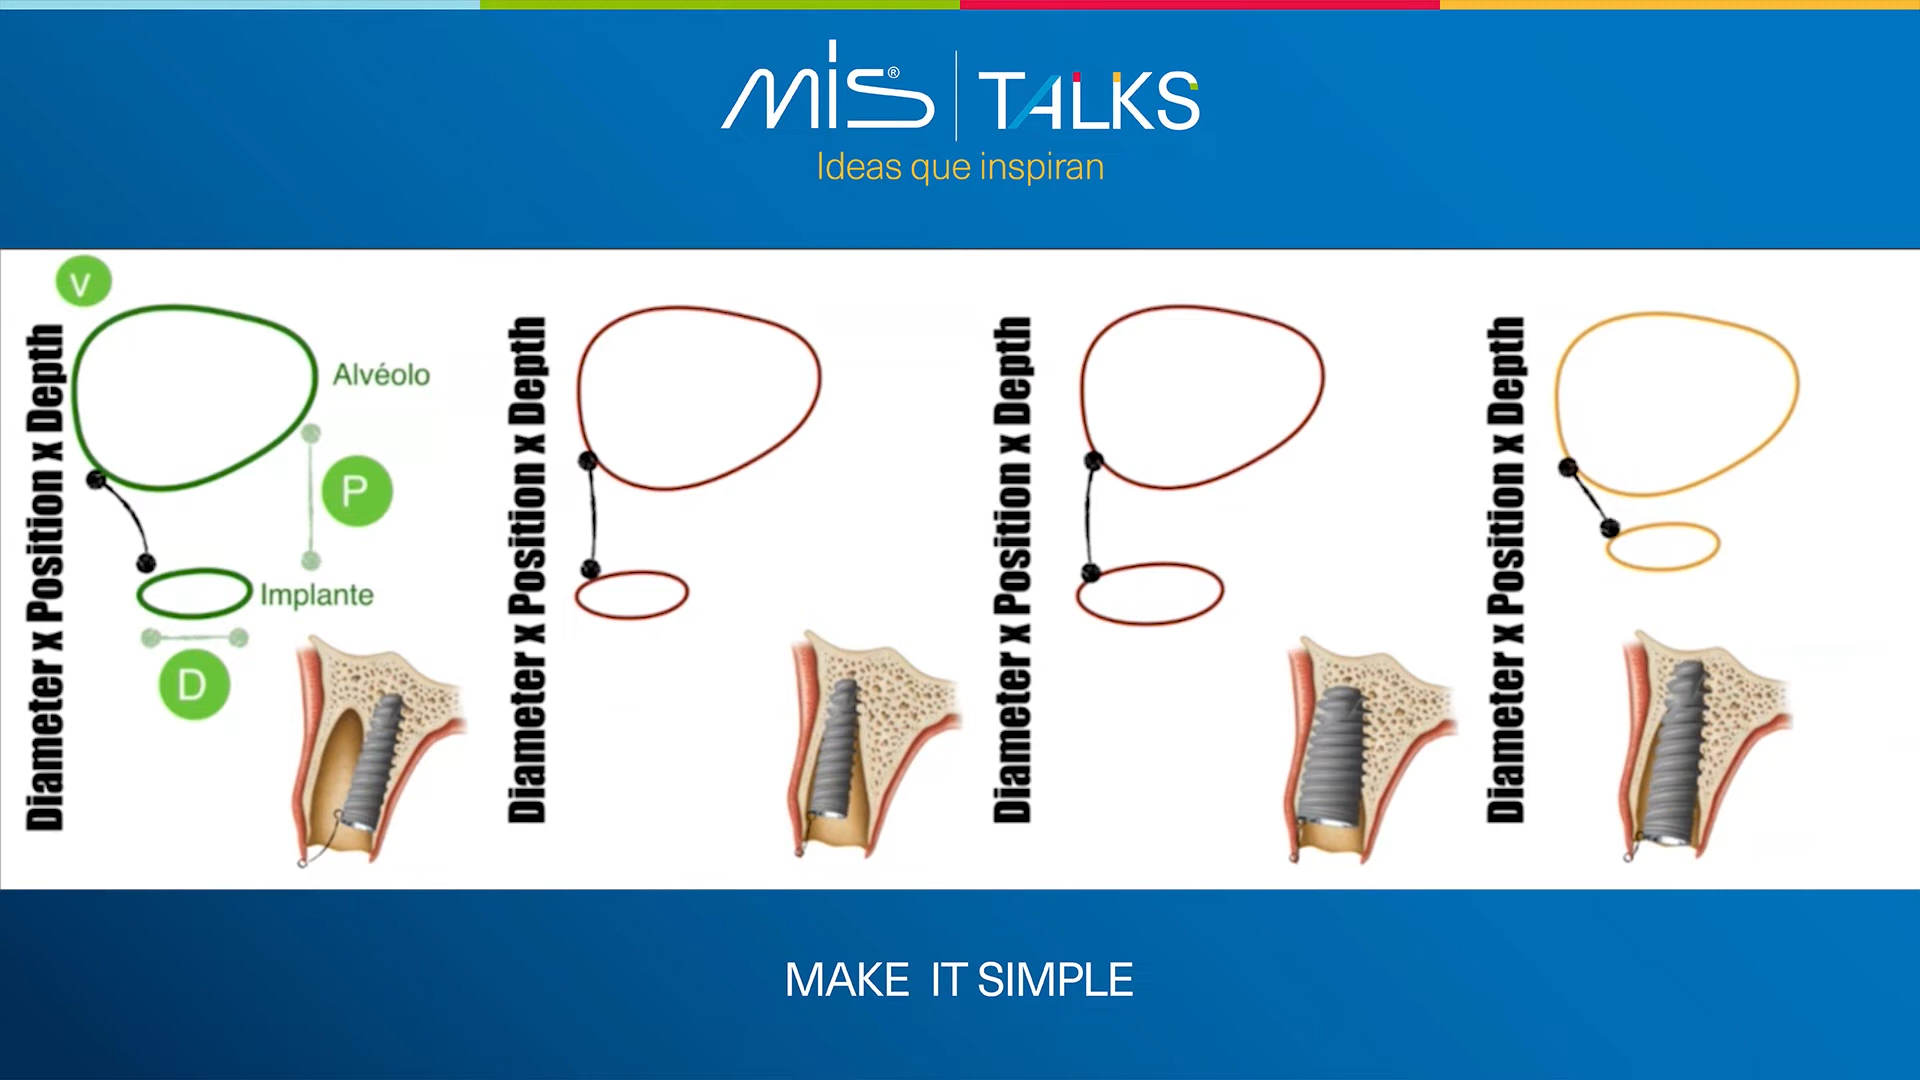 MIS® TALKS
Ideas que inspiran
V
Diameter x Position x Depth
Alvéolo
P
Implante
D
Diameter x Position x Depth
Diameter x Position x Depth
Diameter x Position x Depth
MAKE IT SIMPLE